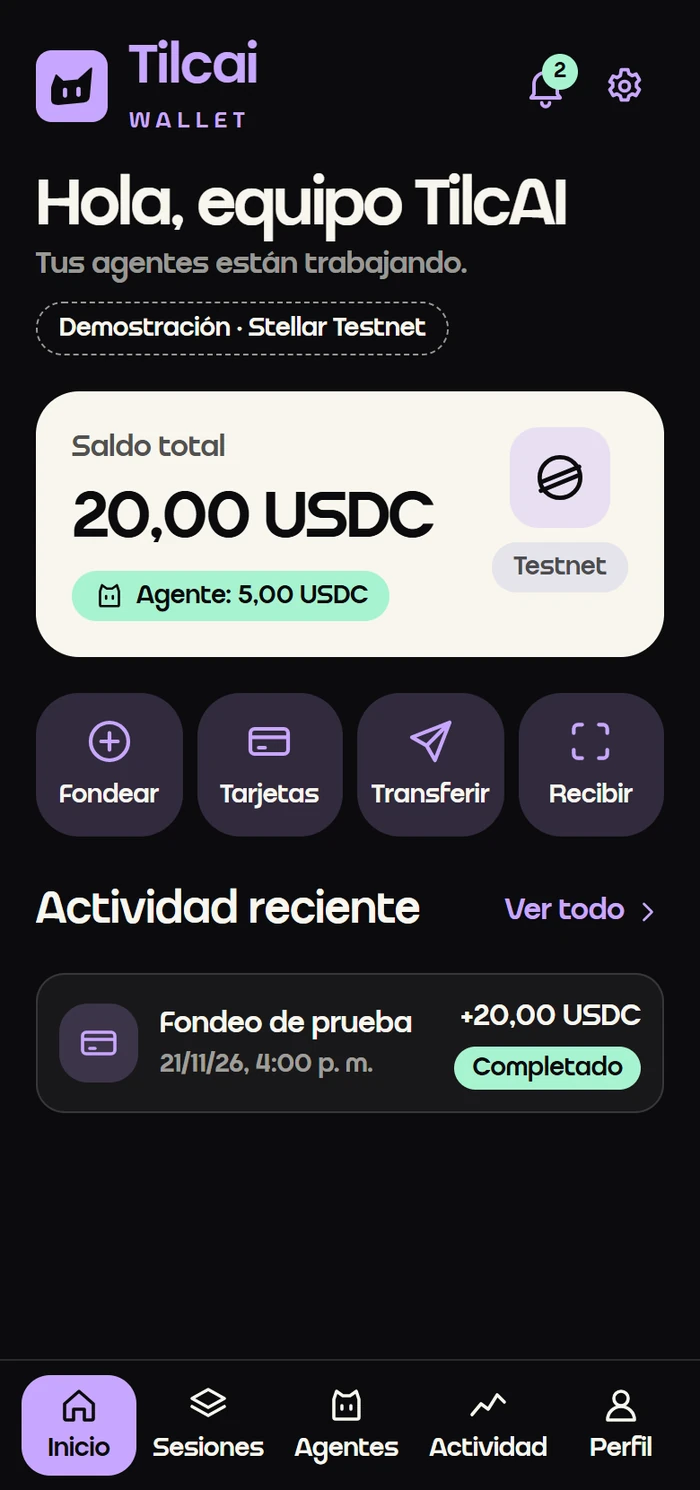 Tilcai
WALLET
2
Hola, equipo TilcAI
Tus agentes están trabajando.
Demostración · Stellar Testnet
Saldo total
20,00 USDC
Agente: 5,00 USDC
Testnet
Fondear
Tarjetas
Transferir
Recibir
Actividad reciente
Ver todo
Fondeo de prueba
21/11/26, 4:00 p. m.
+20,00 USDC
Completado
Inicio
Sesiones
Agentes
Actividad
Perfil